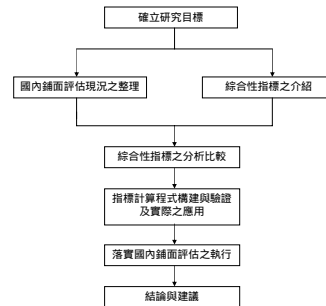 確立研究目標
國內鋪面評估現況之整理
綜合性指標之介紹
綜合性指標之分析比較
指標計算程式構建與驗證
及實際之應用
落實國內鋪面評估之執行
結論與建議